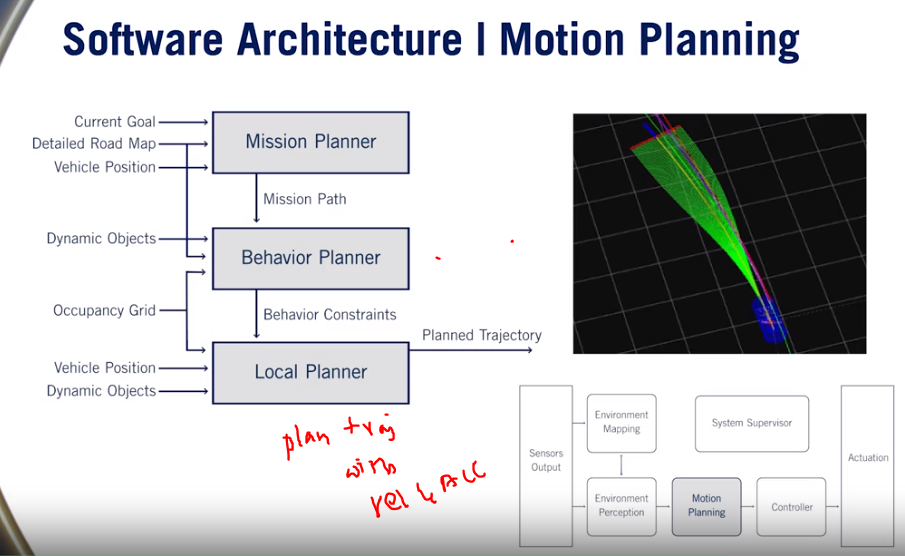 Software Architecture | Motion Planning
Current Goal
Detailed Road Map
Vehicle Position
Mission Planner
Mission Path
Dynamic Objects
Behavior Planner
Occupancy Grid
Behavior Constraints
Planned Trajectory
Vehicle Position
Dynamic Objects
Local Planner
plan traj
with
vel & Acc
Sensors
Output
Environment
Mapping
System Supervisor
Environment
Perception
Motion
Planning
Controller
Actuation